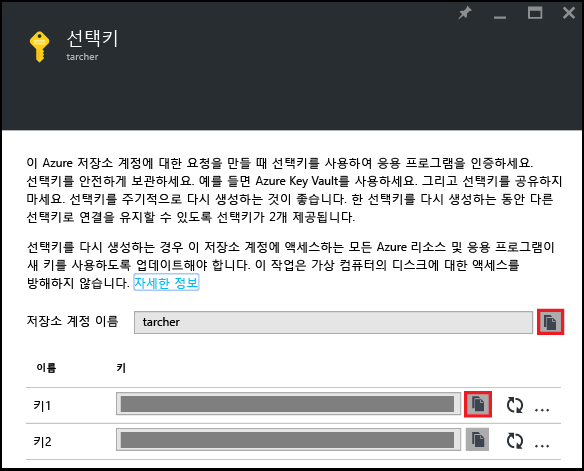 선택키
tarcher
이 Azure 저장소 계정에 대한 요청을 만들 때 선택키를 사용하여 응용 프로그램을 인증하세요.
선택키를 안전하게 보관하세요. 예를 들면 Azure Key Vault를 사용하세요. 그리고 선택키를 공유하지
마세요. 선택키를 주기적으로 다시 생성하는 것이 좋습니다. 한 선택키를 다시 생성하는 동안 다른
선택키로 연결을 유지할 수 있도록 선택키가 2개 제공됩니다.
선택키를 다시 생성하는 경우 이 저장소 계정에 액세스하는 모든 Azure 리소스 및 응용 프로그램이
새 키를 사용하도록 업데이트해야 합니다. 이 작업은 가상 컴퓨터의 디스크에 대한 액세스를
방해하지 않습니다. 자세한 정보
저장소 계정 이름 tarcher
이름 키
키1 ...
키2 ...